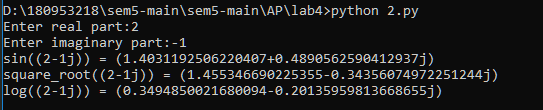 D:\180953218\sem5-main\sem5-main\AP\lab4>python 2.py
Enter real part:2
Enter imaginary part:-1
sin((2-1j)) = (1.4031192506220407+0.4890562590412937j)
square_root((2-1j)) = (1.455346690225355-0.34356074972251244j)
log((2-1j)) = (0.3494850021680094-0.20135959813668655j)